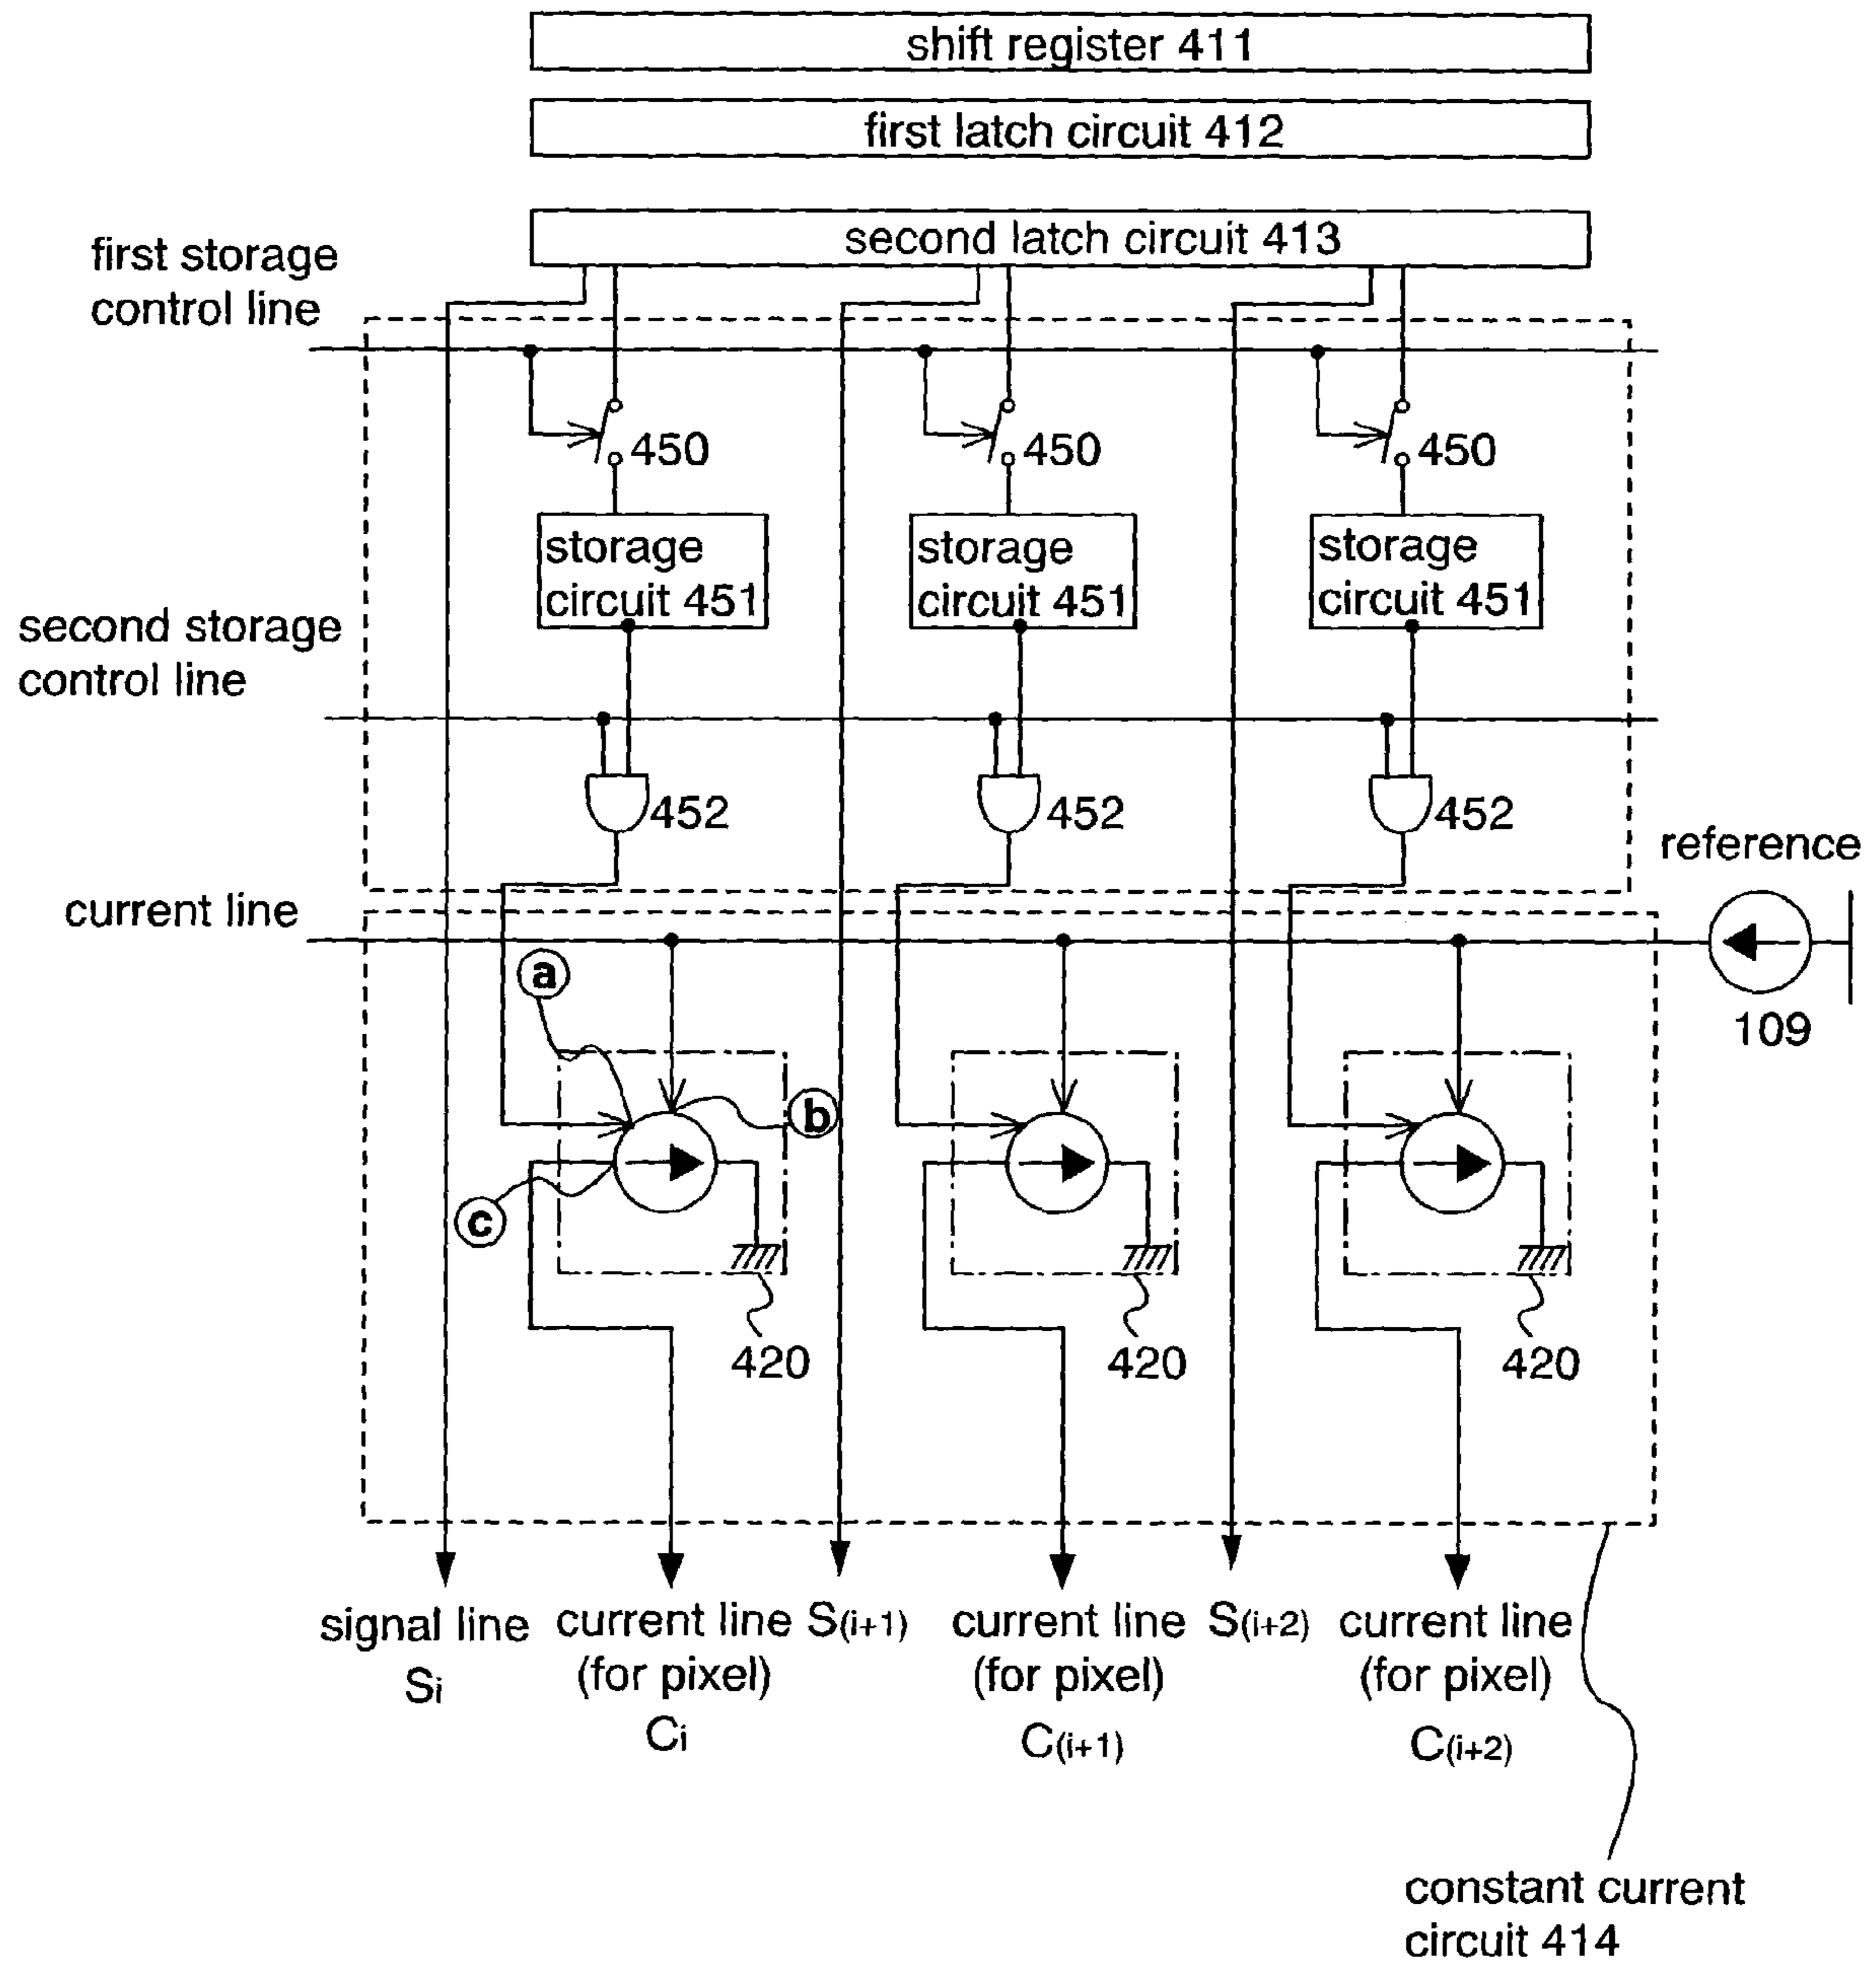 shift register 411
first latch circuit 412
second latch circuit 413
first storage
control line
450
450
450
storage
circuit 451
storage
circuit 451
storage
circuit 451
second storage
control line
452
452
452
reference
109
current line
a
b
c
420
420
420
signal line
Si
current line
(for pixel)
Ci
S(i+1)
current line
(for pixel)
C(i+1)
S(i+2)
current line
(for pixel)
C(i+2)
constant current
circuit 414